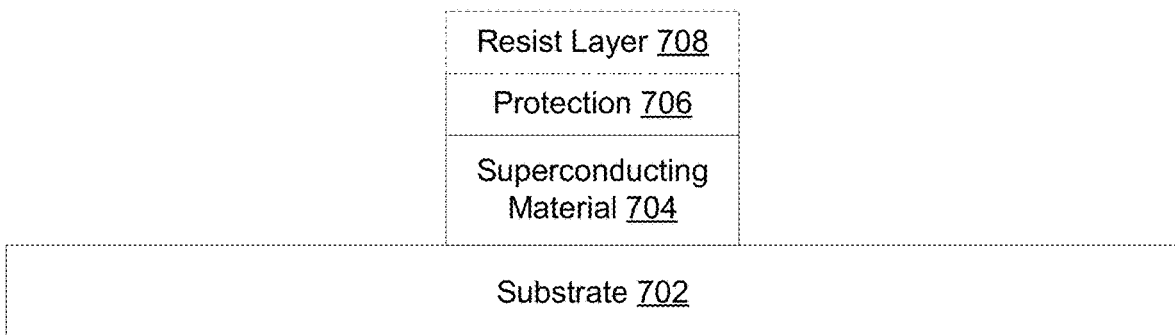 Resist Layer 708
Protection 706
Superconducting
Material 704
Substrate 702